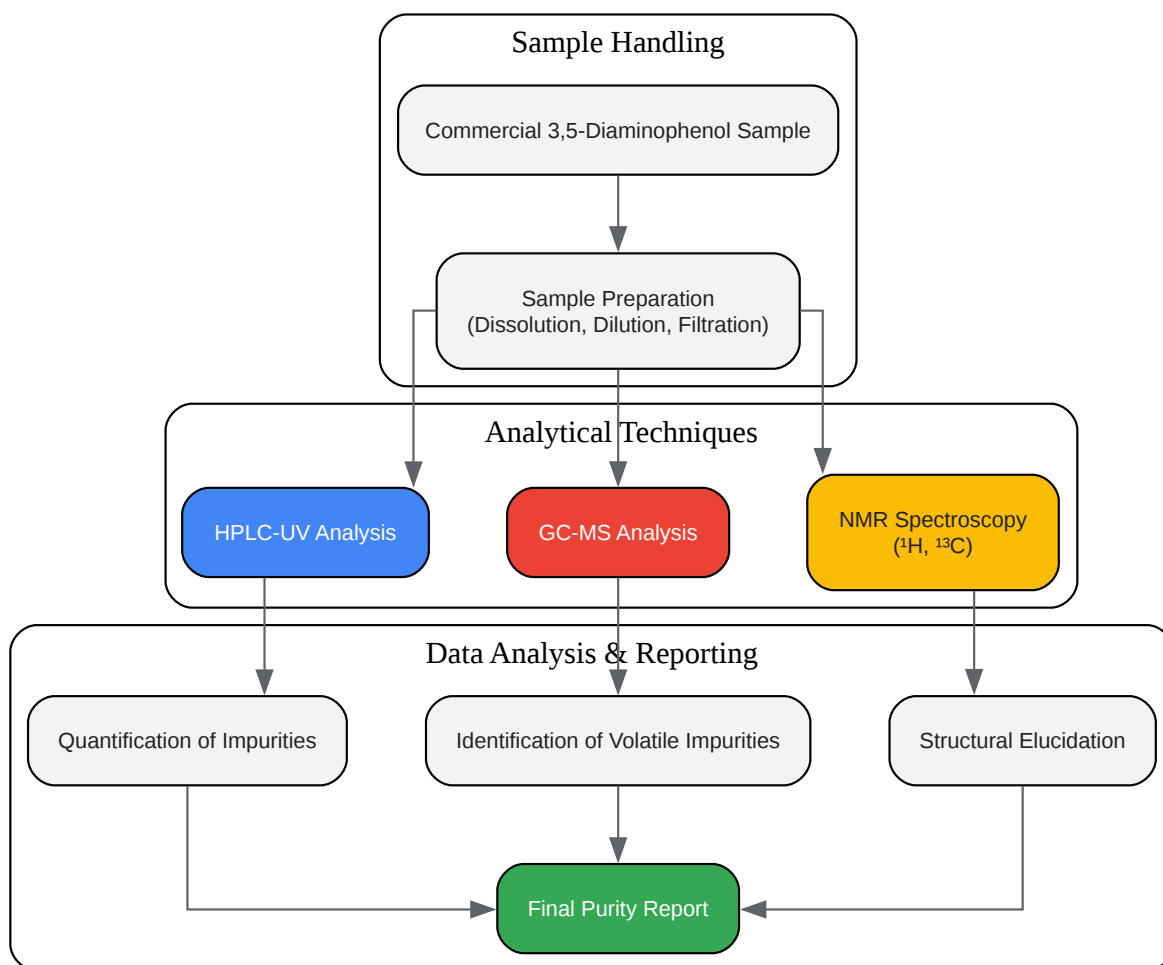 Sample Handling
Commercial 3,5-Diaminophenol Sample
Sample Preparation
(Dissolution, Dilution, Filtration)
Analytical Techniques
HPLC-UV Analysis
GC-MS Analysis
NMR Spectroscopy
(¹H, ¹³C)
Data Analysis & Reporting
Quantification of Impurities
Identification of Volatile Impurities
Structural Elucidation
Final Purity Report